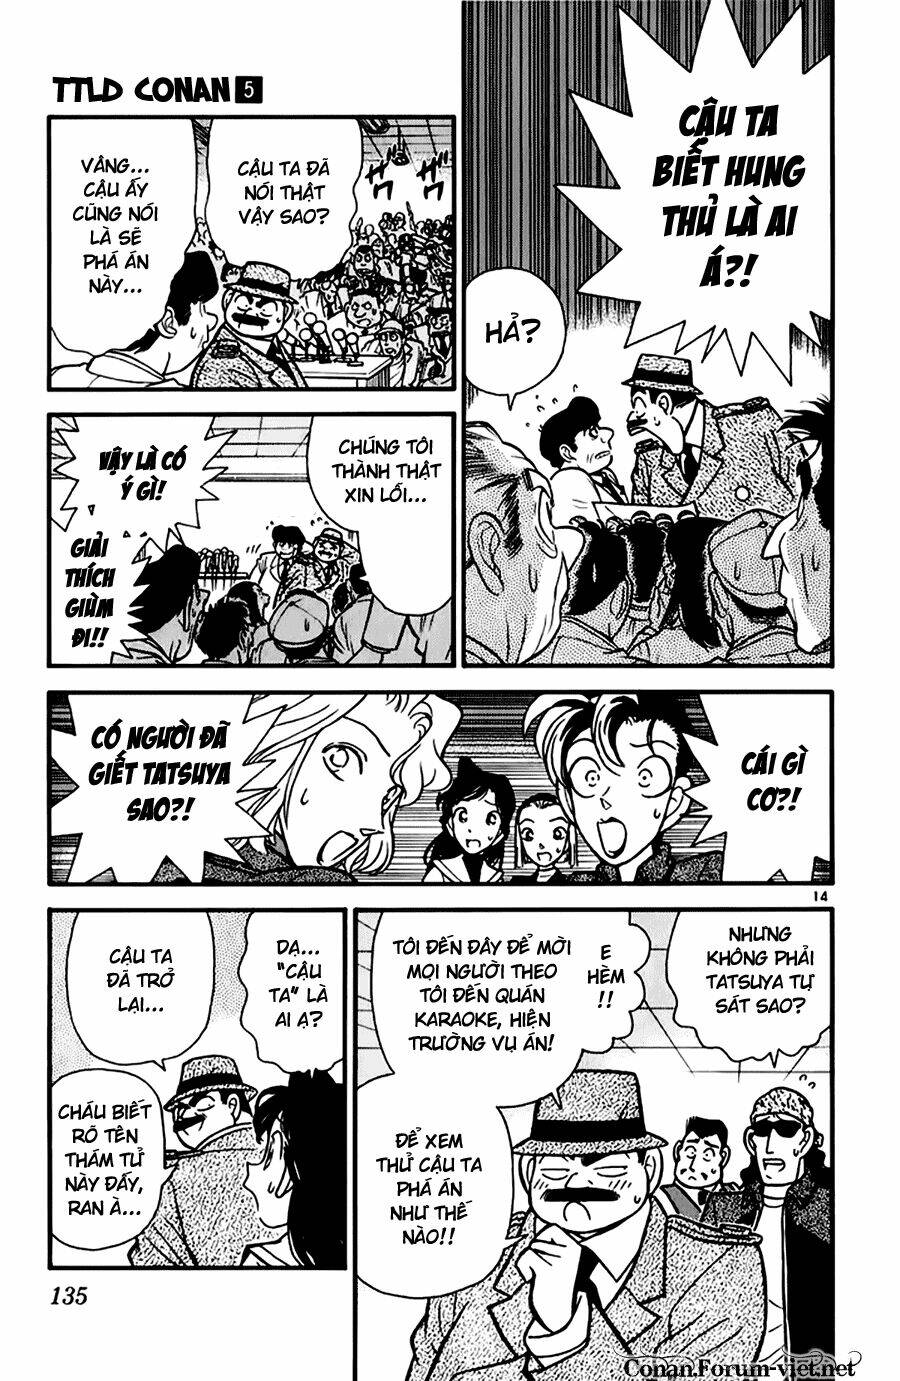 TTLD CONAN 5
CẬU TA
BIẾT HUNG
THỦ LÀ AI
Á?!
HẢ?
CẬU TA ĐÃ
NÓI THẬT
VẬY SAO?
VÂNG...
CẬU ẤY
CŨNG NÓI
LÀ SẼ
PHÁ ÁN
NÀY...
ガヤ
ガヤ
CHÚNG TÔI
THÀNH THẬT
XIN LỖI...
VẬY LÀ CÓ
Ý GÌ!
GIẢI
THÍCH
GIÙM
ĐI!!
CÁI GÌ
CƠ?!
CÓ NGƯỜI ĐÃ
GIẾT TATSUYA
SAO?!
14
NHƯNG
KHÔNG PHẢI
TATSUYA TỰ
SÁT SAO?
E
HÈM
!!
TÔI ĐẾN ĐÂY ĐỂ MỜI
MỌI NGƯỜI THEO
TÔI ĐẾN QUÁN
KARAOKE, HIỆN
TRƯỜNG VỤ ÁN!
ĐỂ XEM
THỬ CẬU TA
PHÁ ÁN
NHƯ THẾ
NÀO!!
DẠ...
"CẬU
TA" LÀ
AI Ạ?
CẬU TA
ĐÃ TRỞ
LẠI...
CHÁU BIẾT
RÕ TÊN
THÁM TỬ
NÀY ĐẤY,
RAN À...
135
Conan.Forum-viet.net